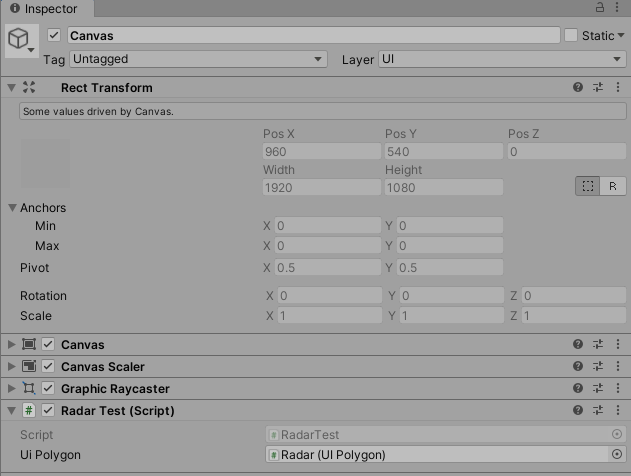 Inspector
Canvas
Static
Tag Untagged Layer UI
Rect Transform
Some values driven by Canvas.
Pos X Pos Y Pos Z
960 540 0
Width Height
1920 1080
R
Anchors
Min X 0 Y 0
Max X 0 Y 0
Pivot X 0.5 Y 0.5
Rotation X 0 Y 0 Z 0
Scale X 1 Y 1 Z 1
Canvas
Canvas Scaler
Graphic Raycaster
# Radar Test (Script)
Script # RadarTest
Ui Polygon Radar (UI Polygon)